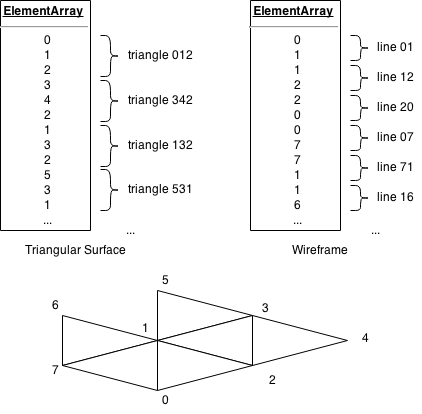 ElementArray
0
1
2
3
4
2
1
3
2
5
3
1
...
triangle 012
triangle 342
triangle 132
triangle 531
...
Triangular Surface
ElementArray
0
1
1
2
2
0
0
7
7
1
1
6
...
line 01
line 12
line 20
line 07
line 71
line 16
...
Wireframe
5
6
3
1
4
7
2
0